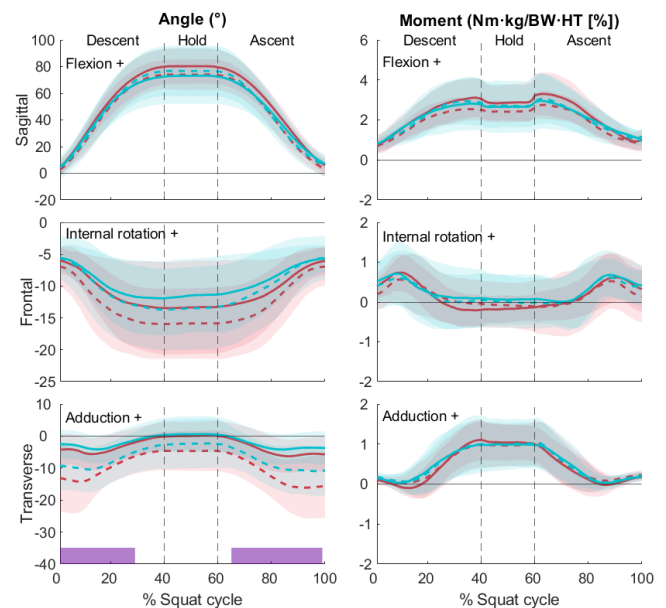 Angle (°)
Moment (Nm·kg/BW·HT [%])
Descent Hold Ascent
Descent Hold Ascent
Sagittal
Flexion +
100
80
60
40
20
0
-20
Flexion +
6
4
2
0
-2
Frontal
Internal rotation +
0
-5
-10
-15
-20
-25
Internal rotation +
2
1
0
-1
-2
Transverse
Adduction +
10
0
-10
-20
-30
-40
0 20 40 60 80 100
% Squat cycle
Adduction +
2
1
0
-1
-2
0 20 40 60 80 100
% Squat cycle